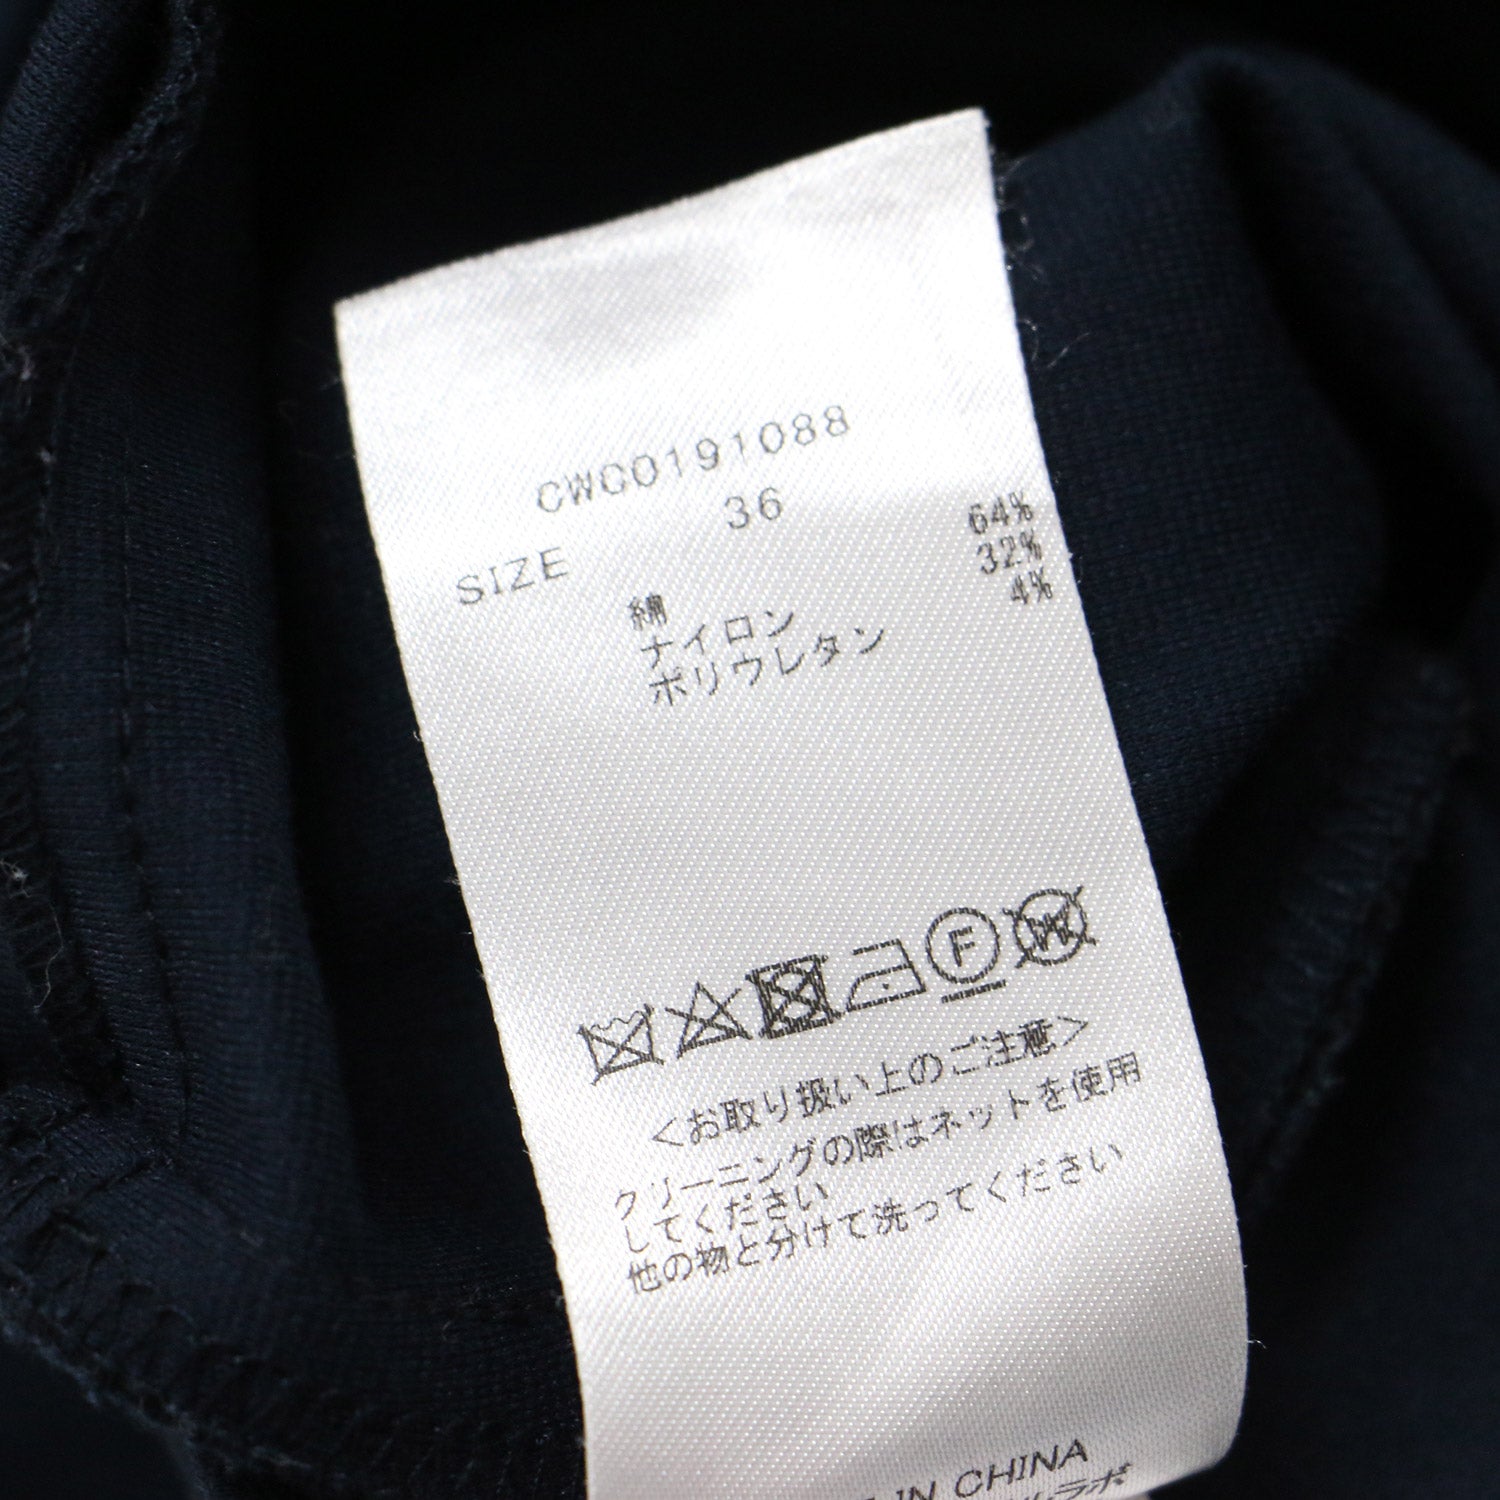 CWC0191088
SIZE 36
綿 64%
ナイロン 32%
ポリウレタン 4%
F W
<お取り扱い上のご注意>
クリーニングの際はネットを使用
してください
他の物と分けて洗ってください
IN CHINA
ラボ